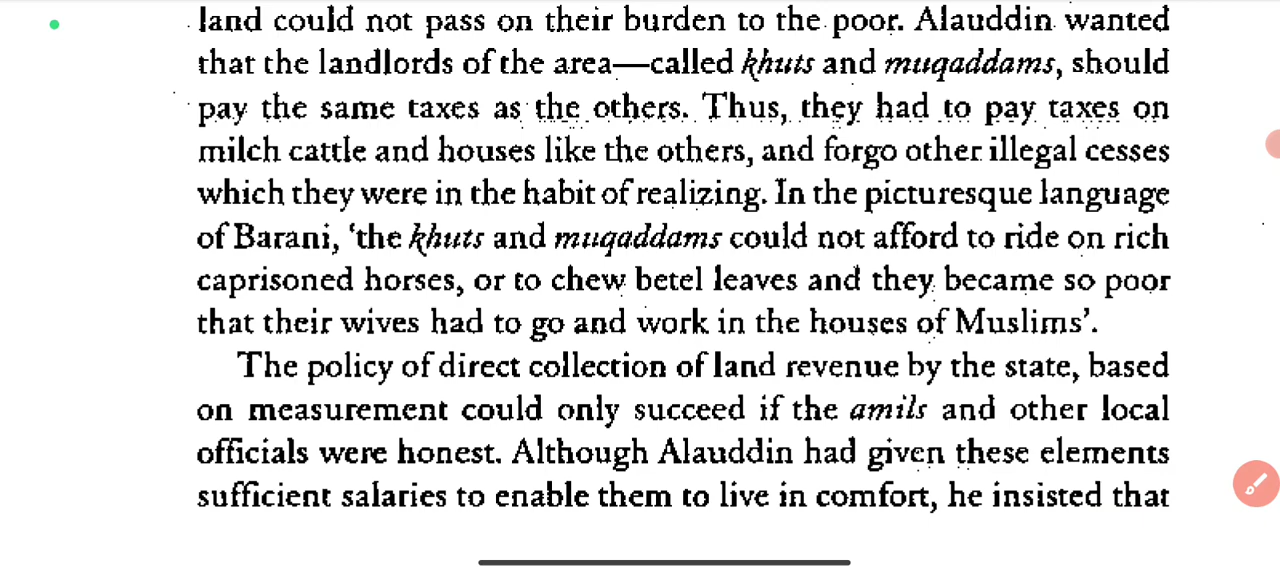 land could not pass on their burden to the poor. Alauddin wanted
that the landlords of the area—called khuts and muqaddams, should
pay the same taxes as the others. Thus, they had to pay taxes on
milch cattle and houses like the others, and forgo other illegal cesses
which they were in the habit of realizing. In the picturesque language
of Barani, ‘the khuts and muqaddams could not afford to ride on rich
caprisoned horses, or to chew betel leaves and they became so poor
that their wives had to go and work in the houses of Muslims’.
The policy of direct collection of land revenue by the state, based
on measurement could only succeed if the amils and other local
officials were honest. Although Alauddin had given these elements
sufficient salaries to enable them to live in comfort, he insisted that